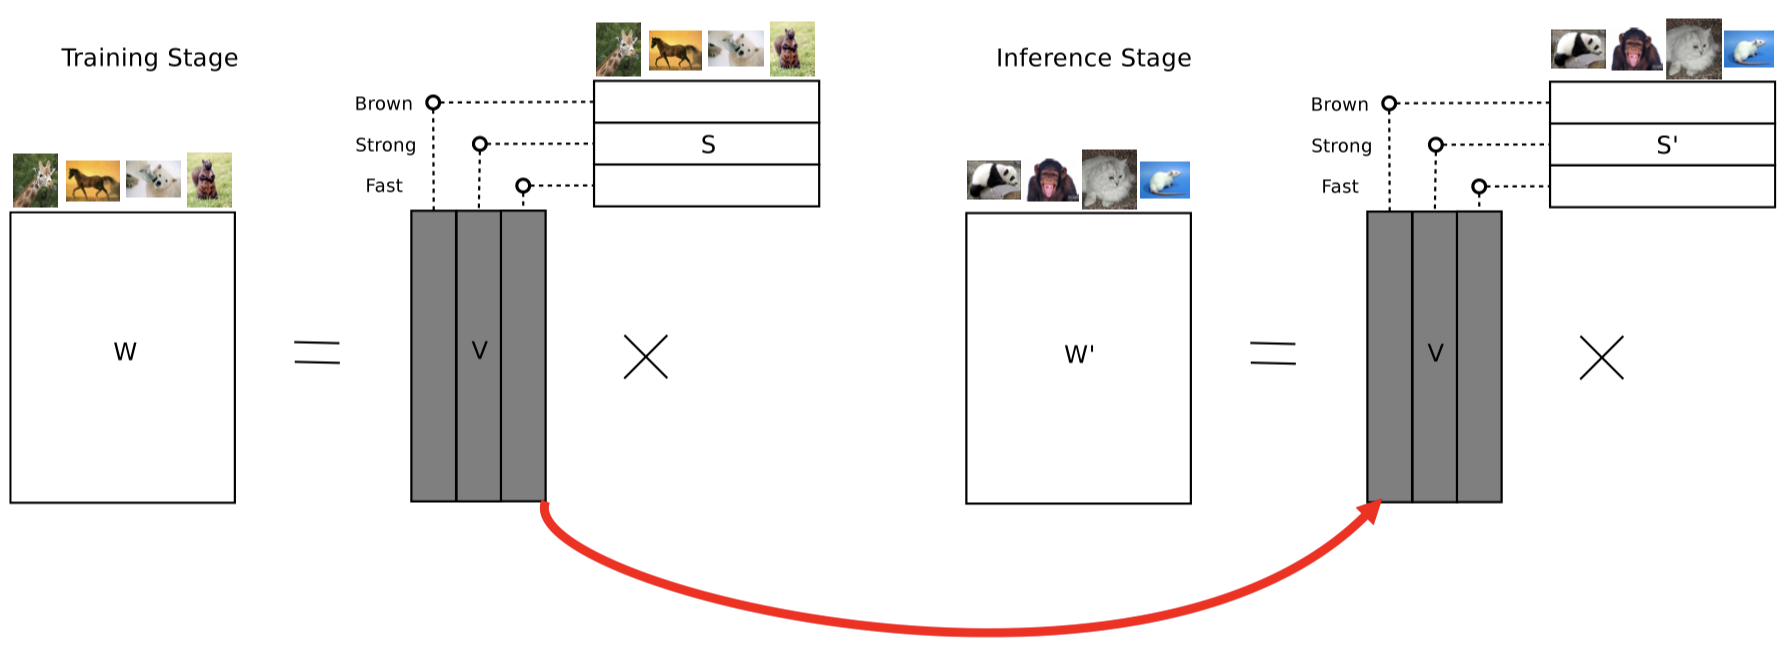 Training Stage
Brown
Strong
Fast
S
W
V
Inference Stage
Brown
Strong
Fast
S'
W'
V